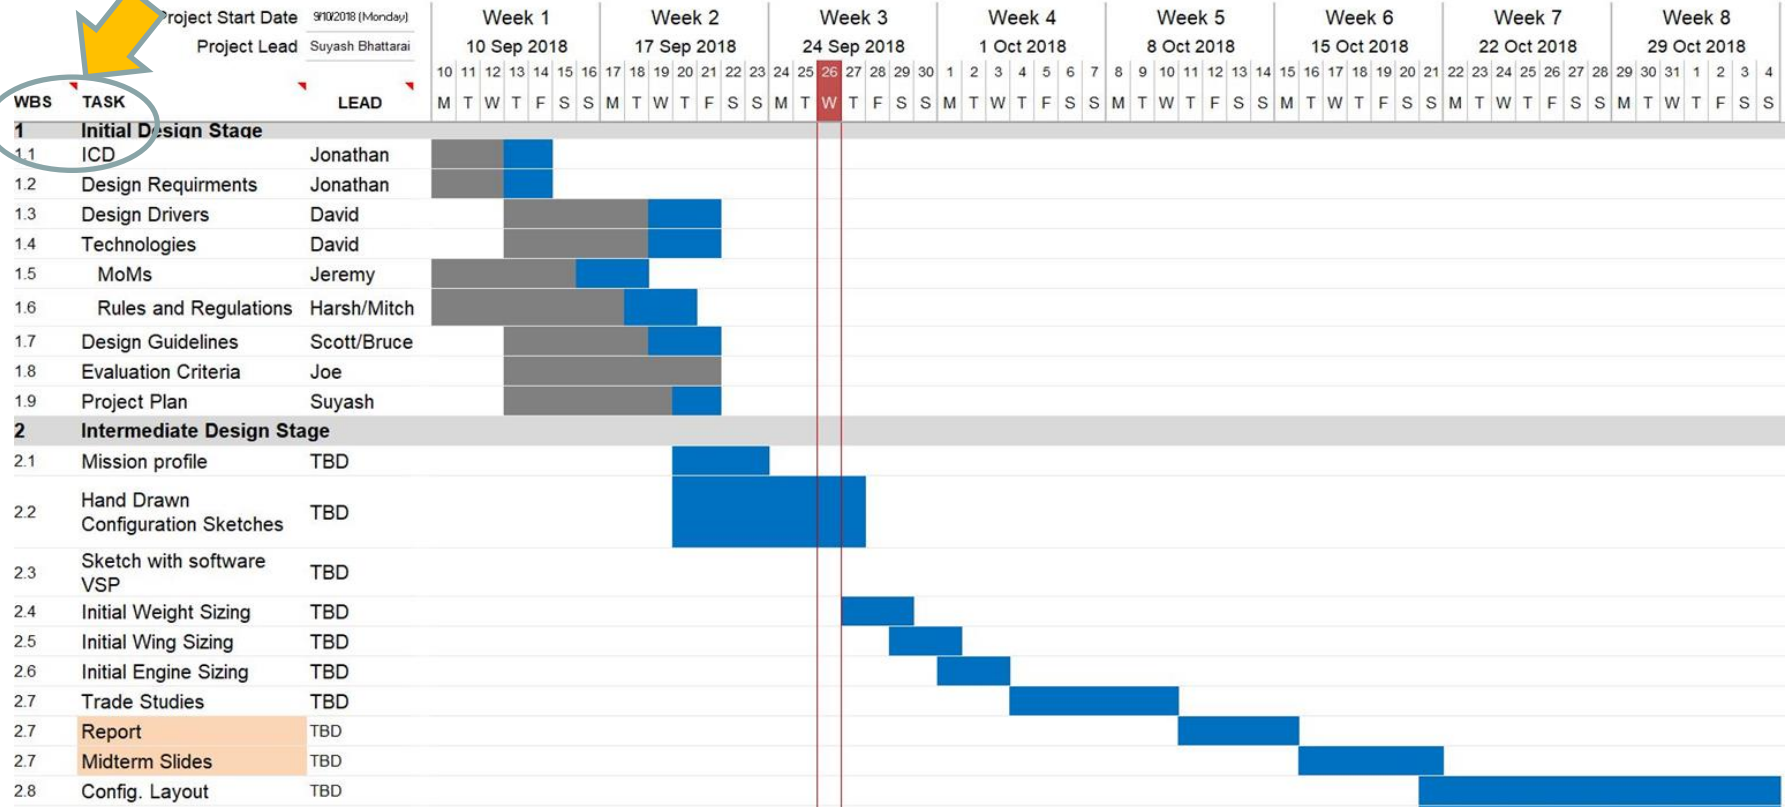 Project Start Date 9/10/2018 (Monday) Week 1 Week 2 Week 3 Week 4 Week 5 Week 6 Week 7 Week 8
Project Lead Suyash Bhattarai 10 Sep 2018 17 Sep 2018 24 Sep 2018 1 Oct 2018 8 Oct 2018 15 Oct 2018 22 Oct 2018 29 Oct 2018
10 11 12 13 14 15 16 17 18 19 20 21 22 23 24 25 26 27 28 29 30 1 2 3 4 5 6 7 8 9 10 11 12 13 14 15 16 17 18 19 20 21 22 23 24 25 26 27 28 29 30 31 1 2 3 4
WBS TASK LEAD M T W T F S S M T W T F S S M T W T F S S M T W T F S S M T W T F S S M T W T F S S M T W T F S S M T W T F S S
1 Initial Design Stage
1.1 ICD Jonathan
1.2 Design Requirments Jonathan
1.3 Design Drivers David
1.4 Technologies David
1.5 MoMs Jeremy
1.6 Rules and Regulations Harsh/Mitch
1.7 Design Guidelines Scott/Bruce
1.8 Evaluation Criteria Joe
1.9 Project Plan Suyash
2 Intermediate Design Stage
2.1 Mission profile TBD
2.2 Hand Drawn
Configuration Sketches TBD
2.3 Sketch with software
VSP TBD
2.4 Initial Weight Sizing TBD
2.5 Initial Wing Sizing TBD
2.6 Initial Engine Sizing TBD
2.7 Trade Studies TBD
2.7 Report TBD
2.7 Midterm Slides TBD
2.8 Config. Layout TBD